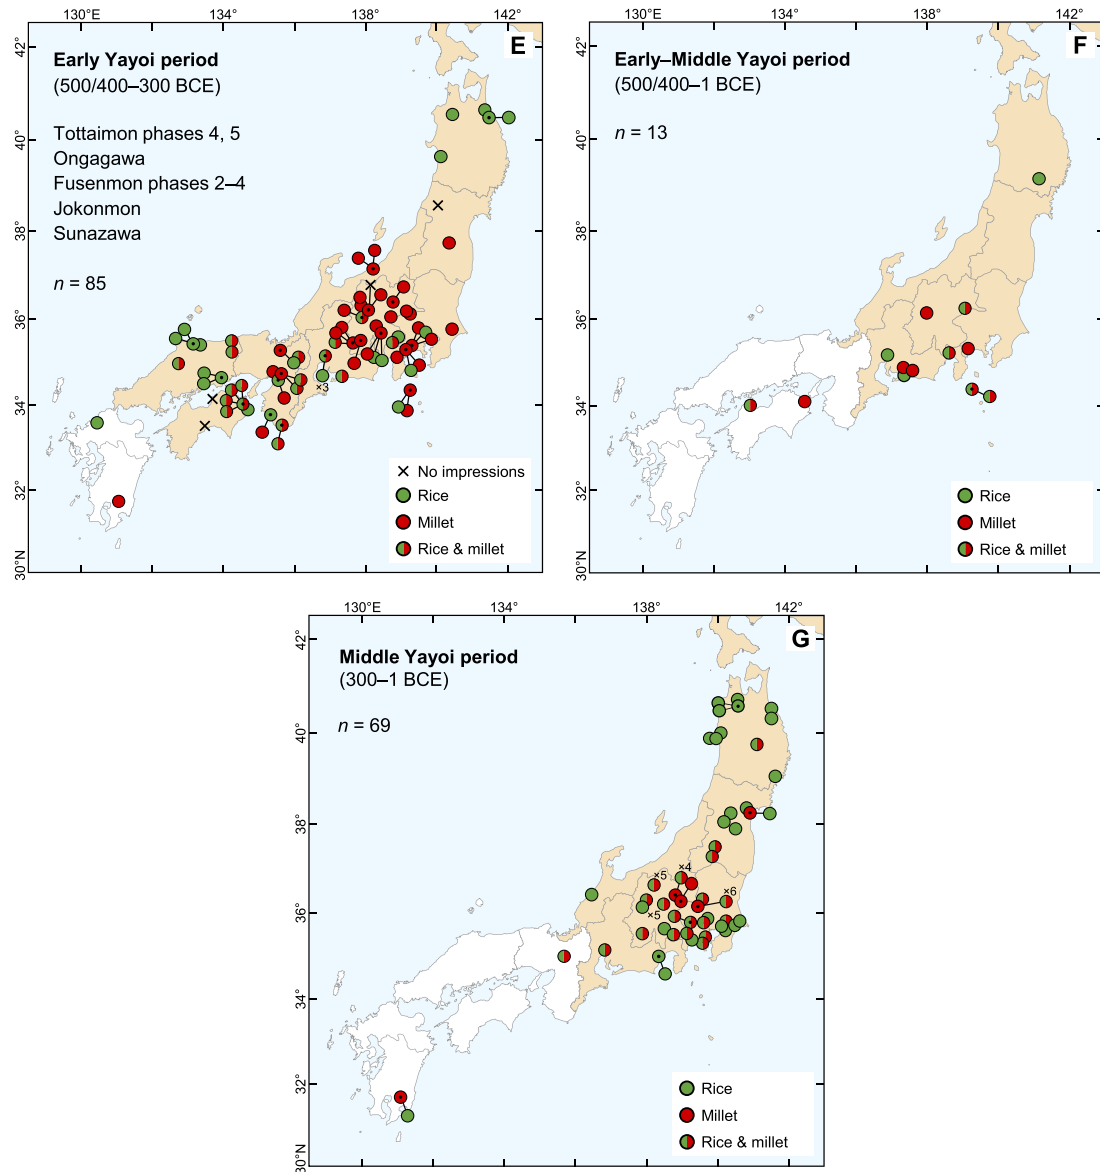 130°E 134° 138° 142°
E
Early Yayoi period
(500/400–300 BCE)
Tottaimon phases 4, 5
Ongagawa
Fusenmon phases 2–4
Jokonmon
Sunazawa
n = 85
×3
No impressions
Rice
Millet
Rice & millet
42°
40°
38°
36°
34°
32°
30°N
130°E 134° 138° 142°
F
Early–Middle Yayoi period
(500/400–1 BCE)
n = 13
Rice
Millet
Rice & millet
42°
40°
38°
36°
34°
32°
30°N
130°E 134° 138° 142°
G
Middle Yayoi period
(300–1 BCE)
n = 69
×4
×5
×6
×5
Rice
Millet
Rice & millet
42°
40°
38°
36°
34°
32°
30°N